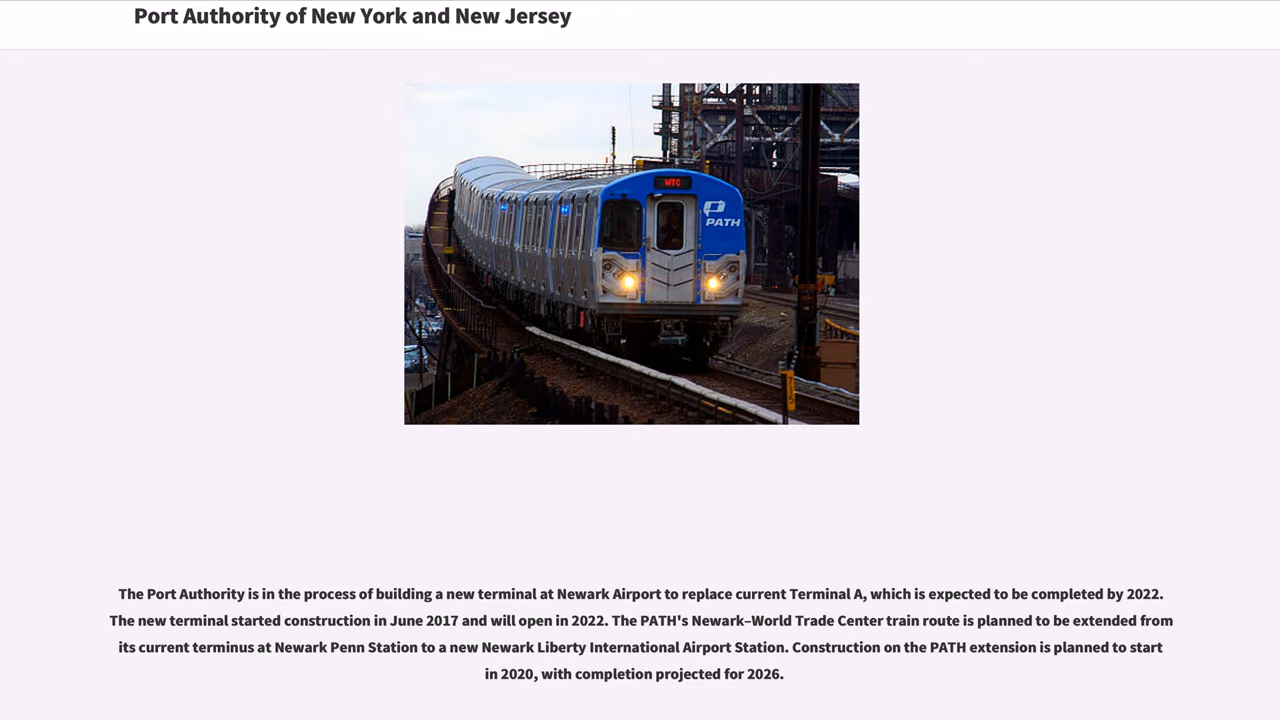 Port Authority of New York and New Jersey
WTC
PATH
The Port Authority is in the process of building a new terminal at Newark Airport to replace current Terminal A, which is expected to be completed by 2022.
The new terminal started construction in June 2017 and will open in 2022. The PATH's Newark–World Trade Center train route is planned to be extended from
its current terminus at Newark Penn Station to a new Newark Liberty International Airport Station. Construction on the PATH extension is planned to start
in 2020, with completion projected for 2026.